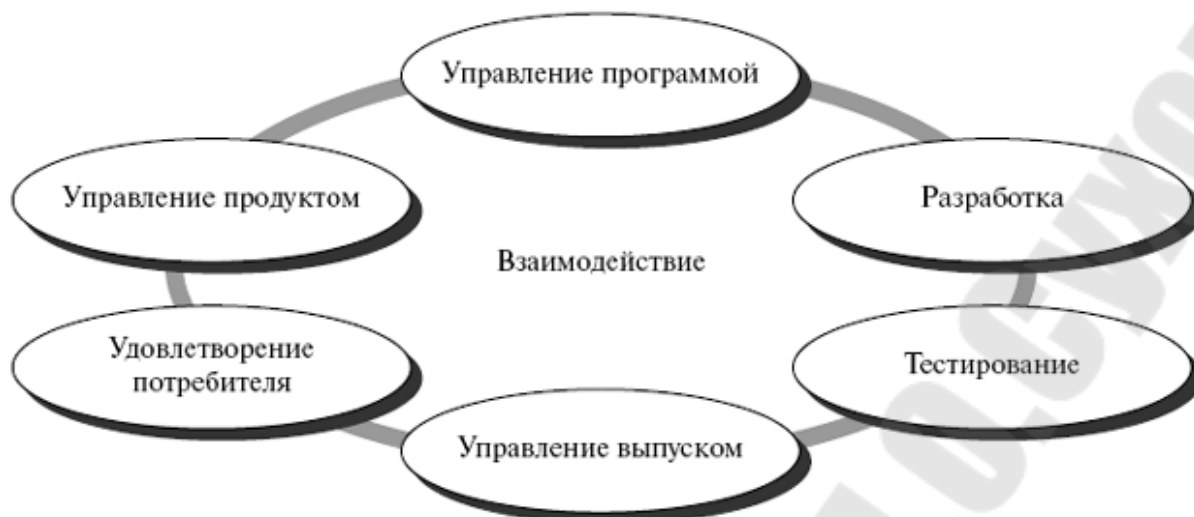 Управление программой
Управление продуктом
Разработка
Взаимодействие
Удовлетворение
потребителя
Тестирование
Управление выпуском